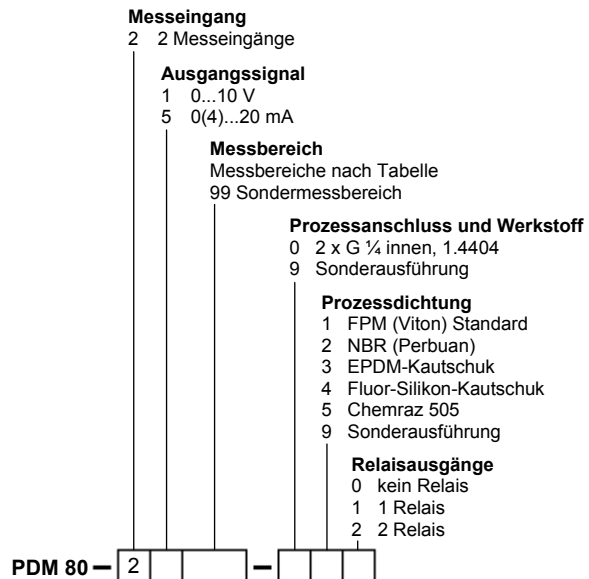 Messeingang
2 2 Messeingänge
Ausgangssignal
1 0...10 V
5 0(4)...20 mA
Messbereich
Messbereiche nach Tabelle
99 Sondermessbereich
Prozessanschluss und Werkstoff
0 2 x G ¼ innen, 1.4404
9 Sonderausführung
Prozessdichtung
1 FPM (Viton) Standard
2 NBR (Perbuan)
3 EPDM-Kautschuk
4 Fluor-Silikon-Kautschuk
5 Chemraz 505
9 Sonderausführung
Relaisausgänge
0 kein Relais
1 1 Relais
2 2 Relais
PDM 80 – 2 –